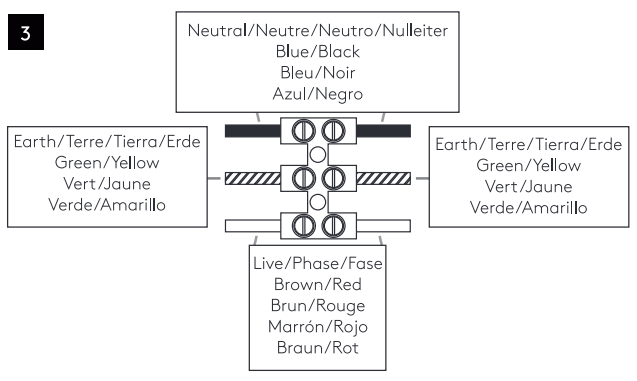 3
Neutral/Neutre/Neutro/Nulleiter
Blue/Black
Bleu/Noir
Azul/Negro
Earth/Terre/Tierra/Erde
Green/Yellow
Vert/Jaune
Verde/Amarillo
Earth/Terre/Tierra/Erde
Green/Yellow
Vert/Jaune
Verde/Amarillo
Live/Phase/Fase
Brown/Red
Brun/Rouge
Marrón/Rojo
Braun/Rot